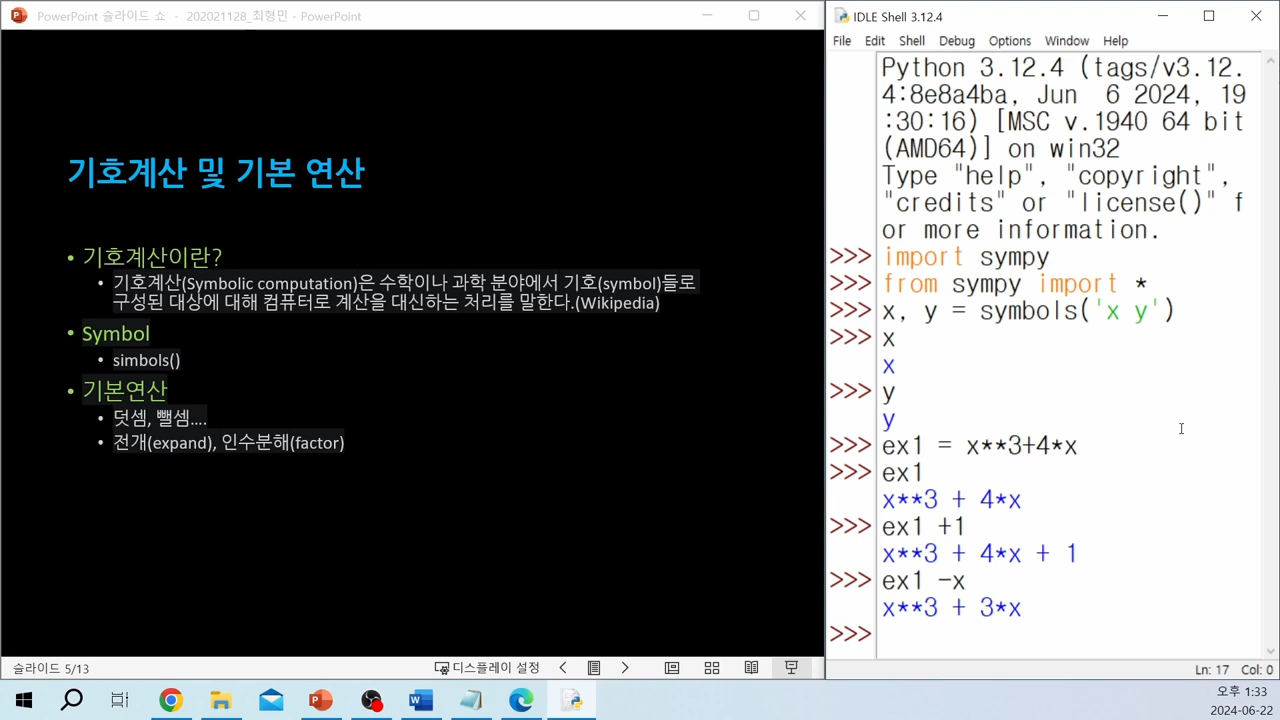 PowerPoint 슬라이드 쇼 - 202021128_최형민 - PowerPoint
기호계산 및 기본 연산
• 기호계산이란?
• 기호계산(Symbolic computation)은 수학이나 과학 분야에서 기호(symbol)들로
구성된 대상에 대해 컴퓨터로 계산을 대신하는 처리를 말한다.(Wikipedia)
• Symbol
• simbols()
• 기본연산
• 덧셈, 뺄셈....
• 전개(expand), 인수분해(factor)
슬라이드 5/13
디스플레이 설정
IDLE Shell 3.12.4
File Edit Shell Debug Options Window Help
Python 3.12.4 (tags/v3.12.
4:8e8a4ba, Jun  6 2024, 19
:30:16) [MSC v.1940 64 bit
(AMD64)] on win32
Type "help", "copyright",
"credits" or "license()" f
or more information.
>>> import sympy
>>> from sympy import *
>>> x, y = symbols('x y')
>>> x
x
>>> y
y
>>> ex1 = x**3+4*x
>>> ex1
x**3 + 4*x
>>> ex1 +1
x**3 + 4*x + 1
>>> ex1 -x
x**3 + 3*x
>>>
Ln: 17 Col: 0
오후 1:33
2024-06-22